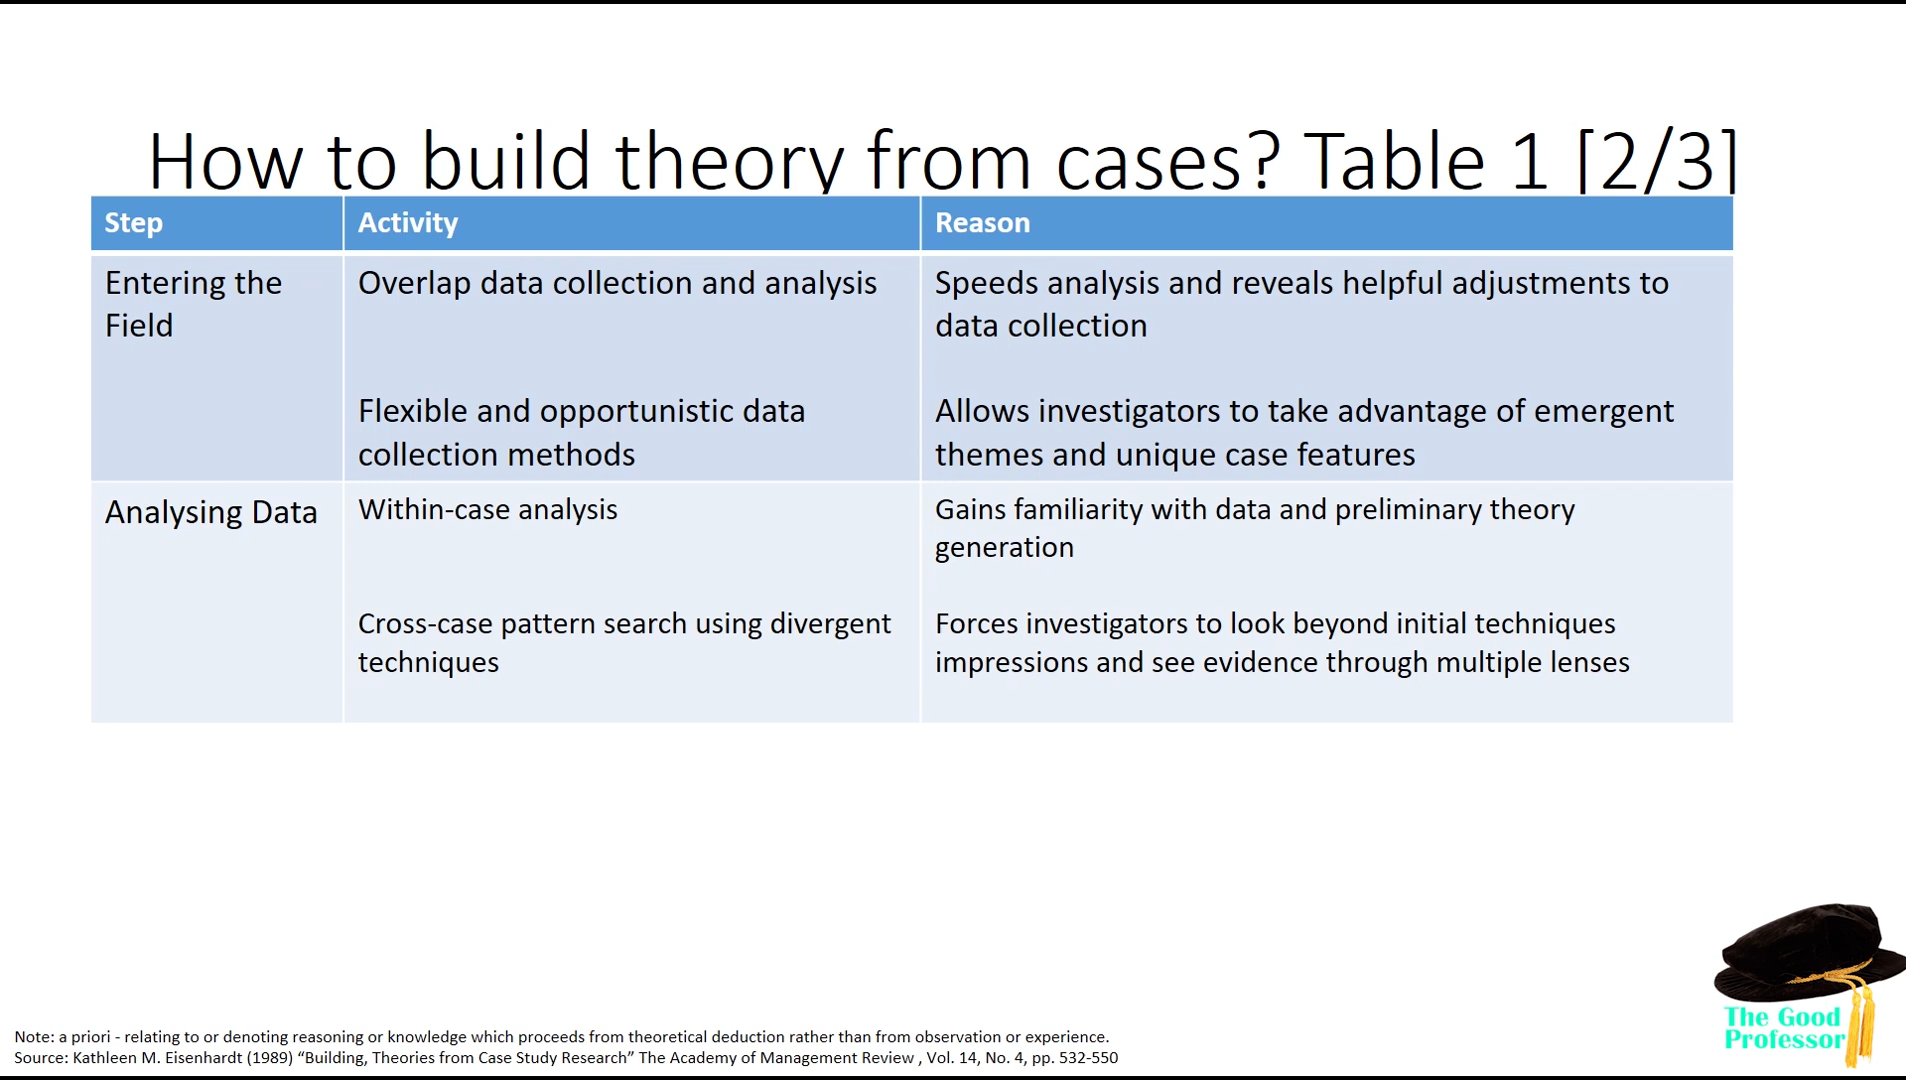 How to build theory from cases? Table 1 [2/3]
Step
Activity
Reason
Entering the
Field
Overlap data collection and analysis
Speeds analysis and reveals helpful adjustments to
data collection
Flexible and opportunistic data
collection methods
Allows investigators to take advantage of emergent
themes and unique case features
Analysing Data
Within-case analysis
Gains familiarity with data and preliminary theory
generation
Cross-case pattern search using divergent
techniques
Forces investigators to look beyond initial techniques
impressions and see evidence through multiple lenses
Note: a priori - relating to or denoting reasoning or knowledge which proceeds from theoretical deduction rather than from observation or experience.
Source: Kathleen M. Eisenhardt (1989) “Building, Theories from Case Study Research” The Academy of Management Review , Vol. 14, No. 4, pp. 532-550
The Good
Professor